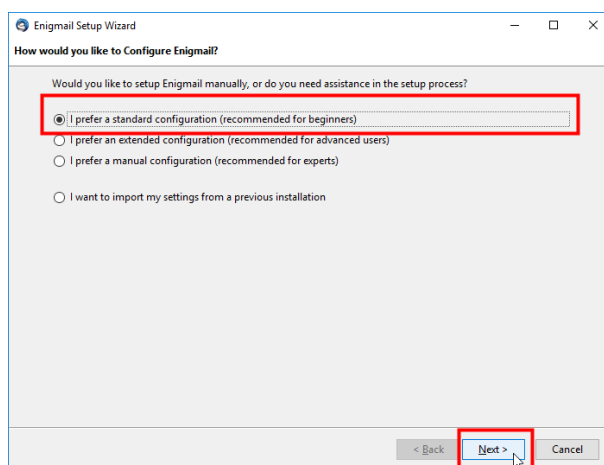 Enigmail Setup Wizard
How would you like to Configure Enigmail?
Would you like to setup Enigmail manually, or do you need assistance in the setup process?
I prefer a standard configuration (recommended for beginners)
I prefer an extended configuration (recommended for advanced users)
I prefer a manual configuration (recommended for experts)
I want to import my settings from a previous installation
< Back Next > Cancel